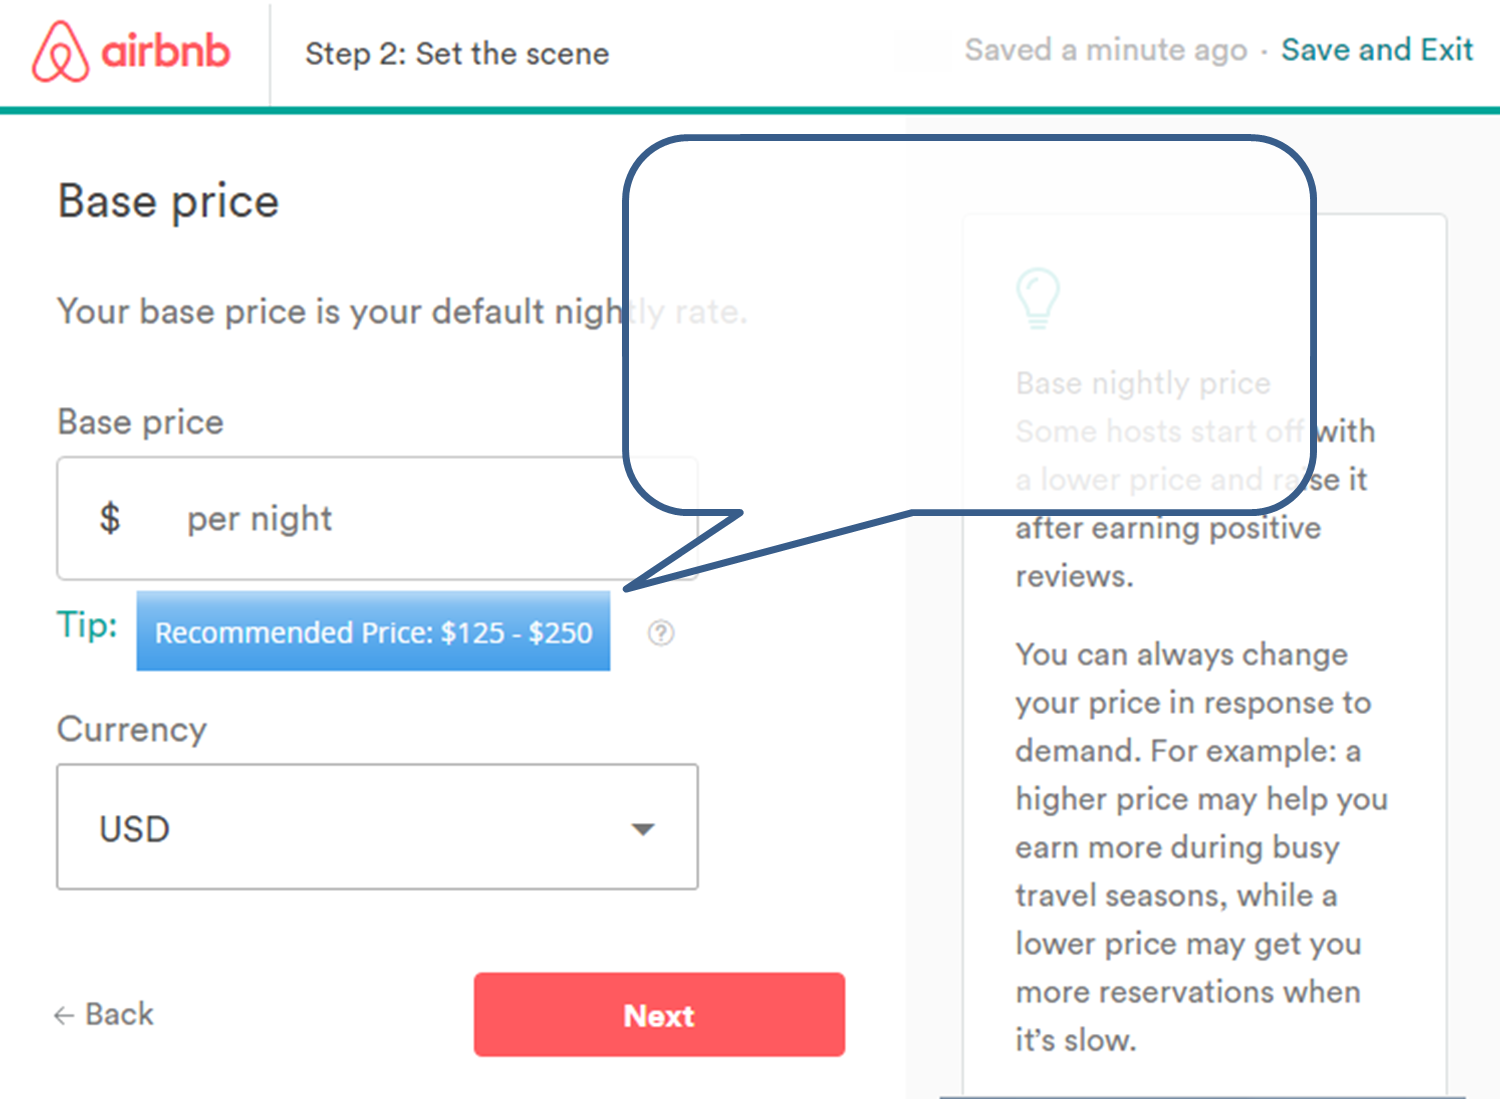 airbnb
Step 2: Set the scene
Saved a minute ago · Save and Exit
Base price
Your base price is your default nightly rate.
Base price
$ per night
Tip: Recommended Price: $125 - $250 ?
Currency
USD
← Back
Next
Base nightly price
Some hosts start off with
a lower price and raise it
after earning positive
reviews.
You can always change
your price in response to
demand. For example: a
higher price may help you
earn more during busy
travel seasons, while a
lower price may get you
more reservations when
it's slow.